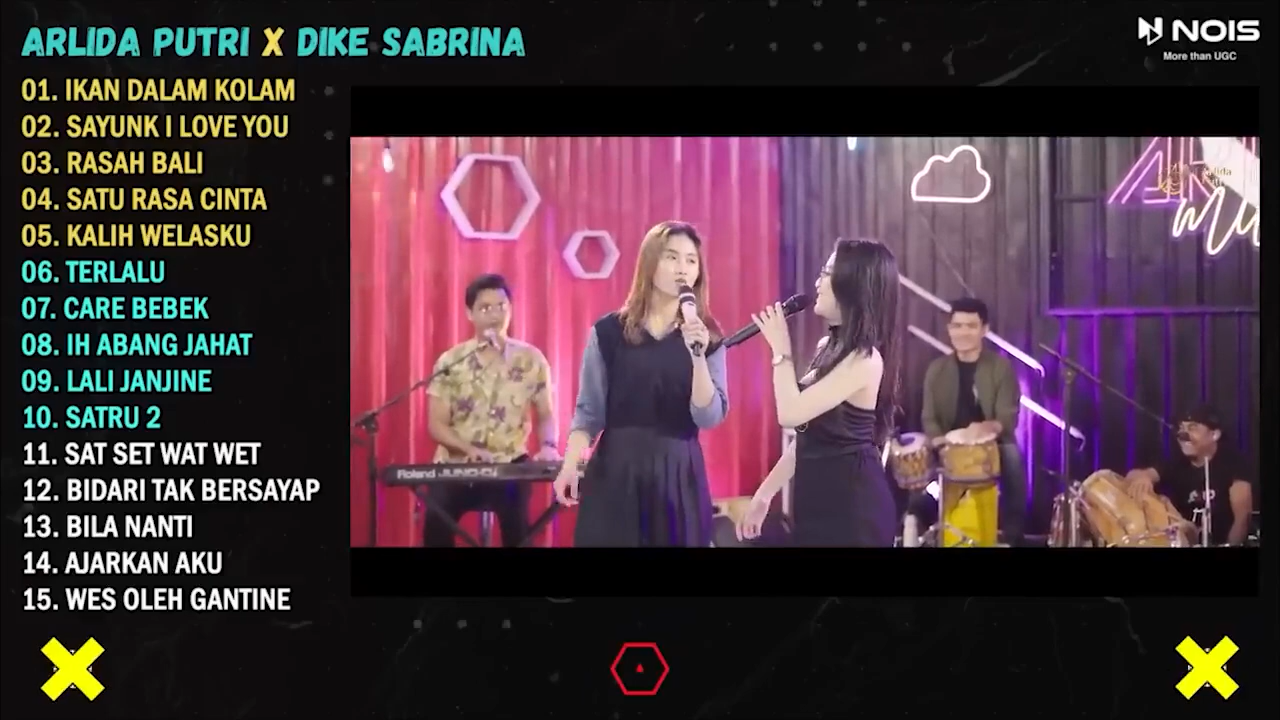 ARLIDA PUTRI X DIKE SABRINA
NOIS
More than UGC
01. IKAN DALAM KOLAM
02. SAYUNK I LOVE YOU
03. RASAH BALI
04. SATU RASA CINTA
05. KALIH WELASKU
06. TERLALU
07. CARE BEBEK
08. IH ABANG JAHAT
09. LALI JANJINE
10. SATRU 2
11. SAT SET WAT WET
12. BIDARI TAK BERSAYAP
13. BILA NANTI
14. AJARKAN AKU
15. WES OLEH GANTINE
Roland JUNO-Di